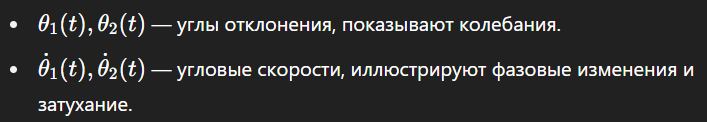 • θ₁(t), θ₂(t) — углы отклонения, показывают колебания.
• θ̇₁(t), θ̇₂(t) — угловые скорости, иллюстрируют фазовые изменения и
затухание.